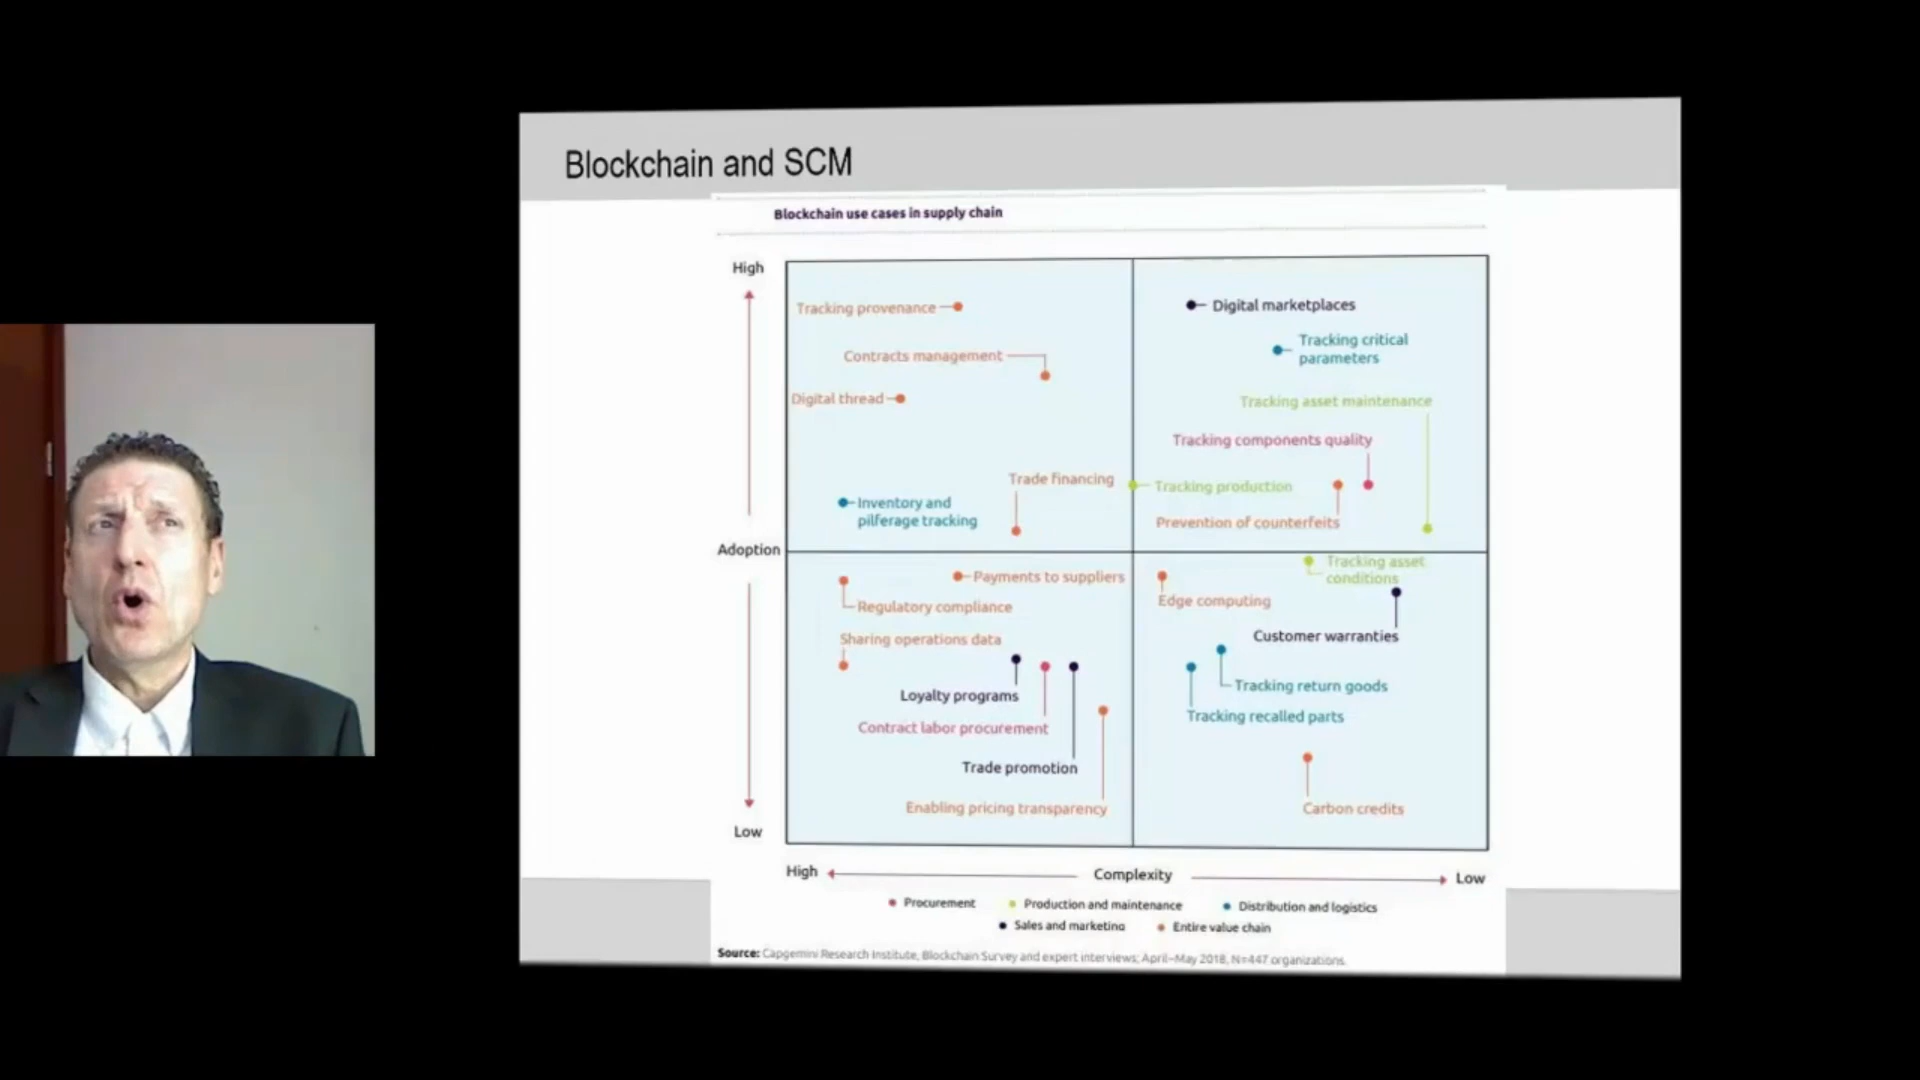 Blockchain and SCM
Blockchain use cases in supply chain
High
Tracking provenance
Digital marketplaces
Tracking critical
parameters
Contracts management
Digital thread
Tracking asset maintenance
Tracking components quality
Trade financing
Tracking production
Inventory and
pilferage tracking
Prevention of counterfeits
Adoption
Tracking asset
conditions
Payments to suppliers
Edge computing
Regulatory compliance
Customer warranties
Sharing operations data
Loyalty programs
Tracking return goods
Tracking recalled parts
Contract labor procurement
Trade promotion
Enabling pricing transparency
Carbon credits
Low
High
Complexity
Low
Procurement
Production and maintenance
Distribution and logistics
Sales and marketing
Entire value chain
Source: Capgemini Research Institute, Blockchain Survey and expert interviews; April–May 2018, N=447 organizations.